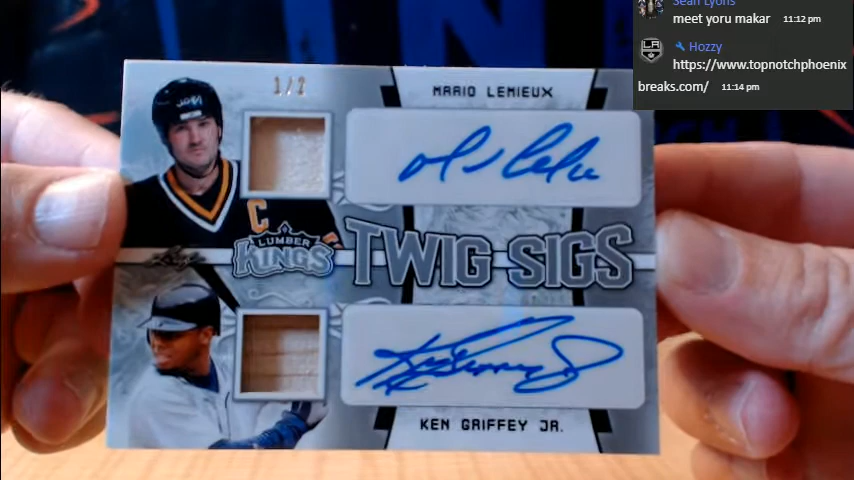 Sean Lyons
meet yoru makar 11:12 pm
Hozzy
https://www.topnotchphoenix
breaks.com/ 11:14 pm
1/2
MARIO LEMIEUX
C
LUMBER
KINGS
TWIG SIGS
Leaf
KEN GRIFFEY JR.